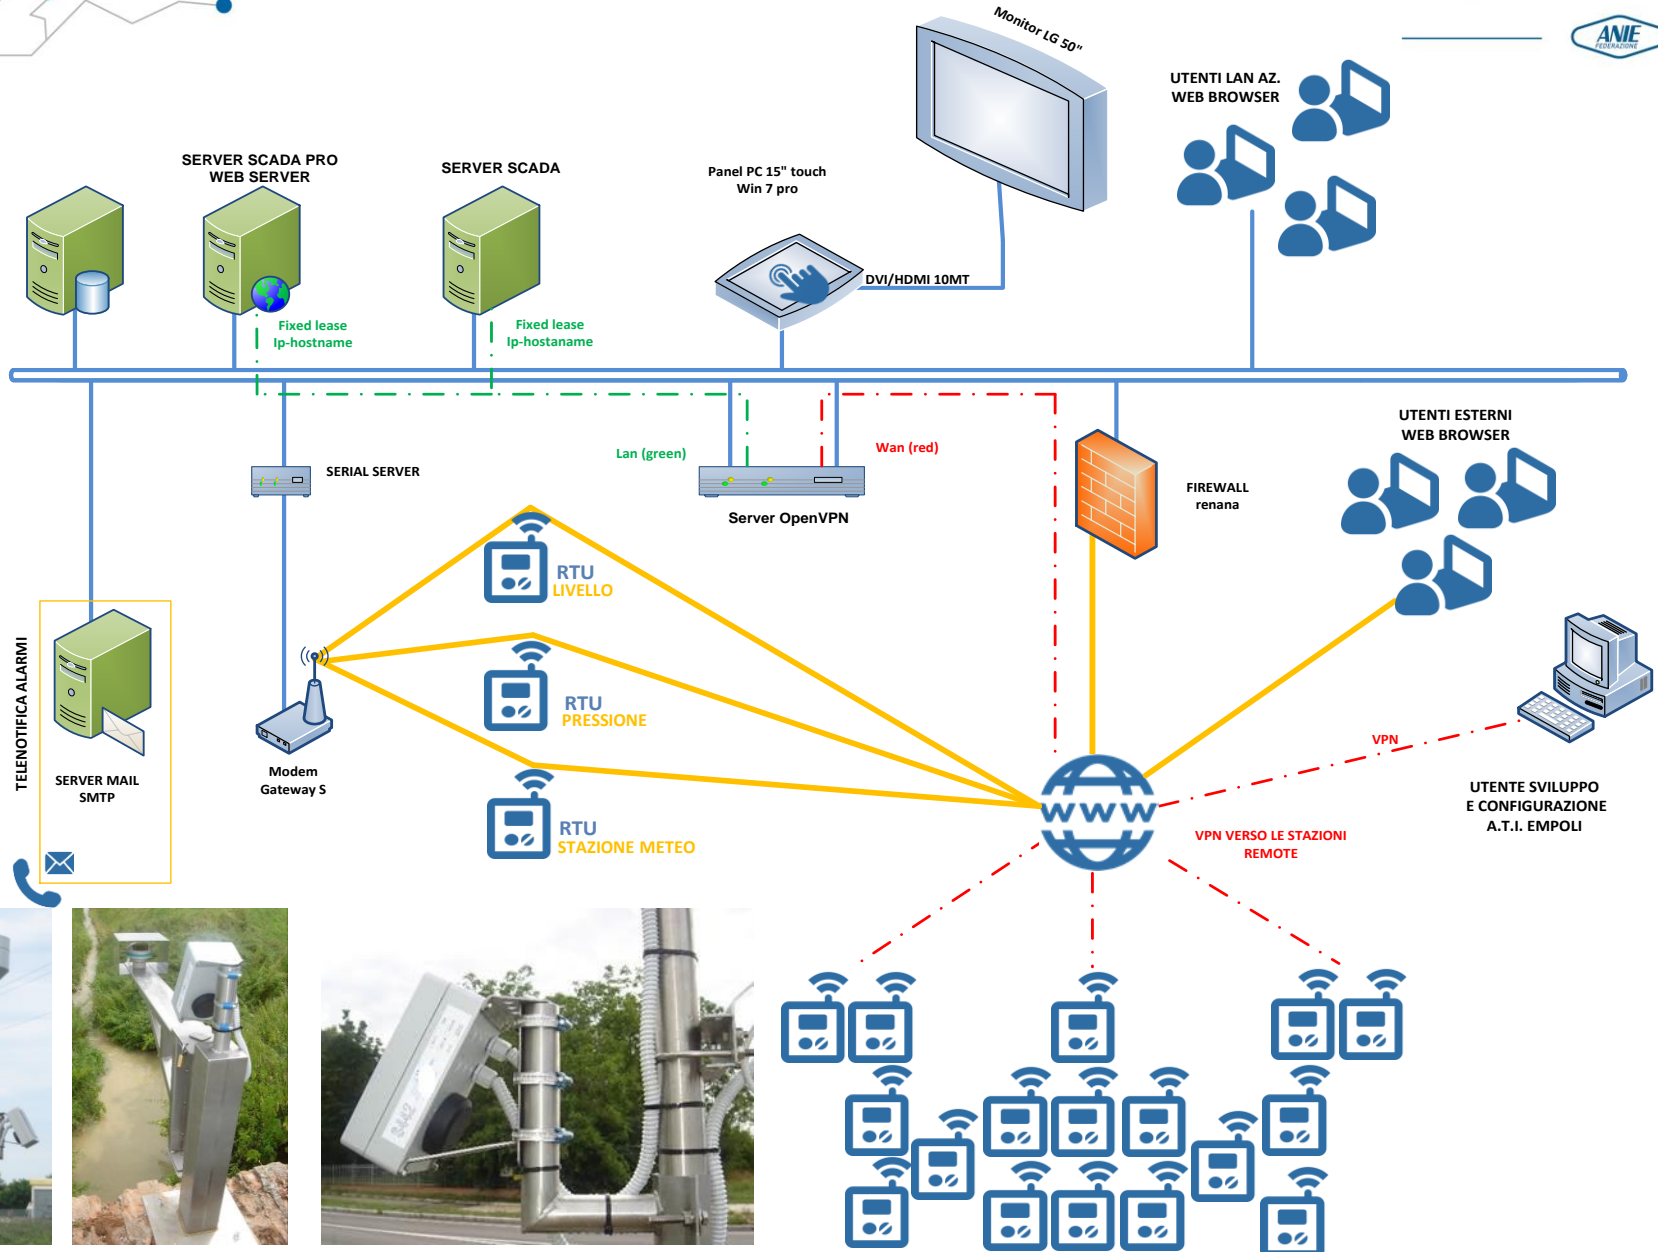 ANIE
FEDERAZIONE
Monitor LG 50"
UTENTI LAN AZ.
WEB BROWSER
SERVER SCADA PRO
WEB SERVER
SERVER SCADA
Panel PC 15" touch
Win 7 pro
DVI/HDMI 10MT
Fixed lease
Ip-hostname
Fixed lease
Ip-hostaname
Lan (green)
Wan (red)
UTENTI ESTERNI
WEB BROWSER
SERIAL SERVER
FIREWALL
renana
Server OpenVPN
RTU
LIVELLO
TELENOTIFICA ALARMI
RTU
PRESSIONE
VPN
SERVER MAIL
SMTP
Modem
Gateway S
UTENTE SVILUPPO
E CONFIGURAZIONE
A.T.I. EMPOLI
WWW
RTU
STAZIONE METEO
VPN VERSO LE STAZIONI
REMOTE
S442